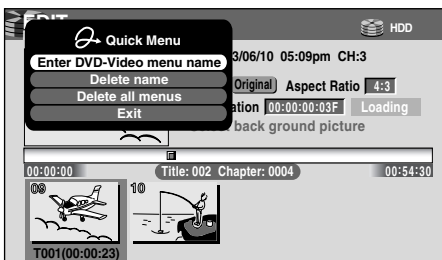 EDIT
HDD
Quick Menu
Enter DVD-Video menu name
Delete name
Delete all menus
Exit
3/06/10 05:09pm CH:3
Original Aspect Ratio 4:3
ation 00:00:00:03F Loading
back ground picture
00:00:00 Title: 002 Chapter: 0004 00:54:30
09 10
T001(00:00:23)